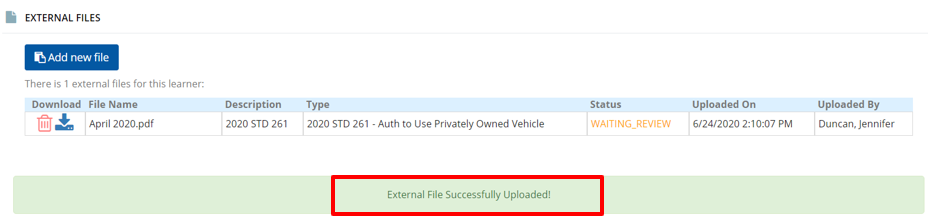 EXTERNAL FILES
Add new file
There is 1 external files for this learner:
Download File Name Description Type Status Uploaded On Uploaded By
April 2020.pdf 2020 STD 261 2020 STD 261 - Auth to Use Privately Owned Vehicle WAITING_REVIEW 6/24/2020 2:10:07 PM Duncan, Jennifer
External File Successfully Uploaded!